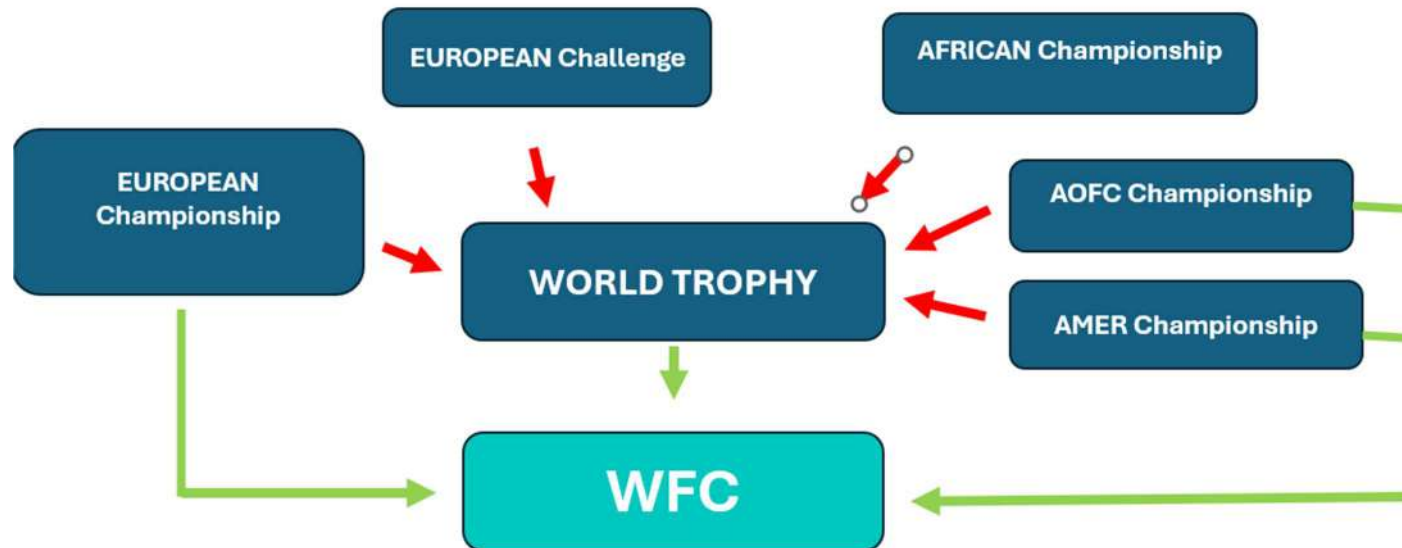 EUROPEAN Challenge
AFRICAN Championship
EUROPEAN
Championship
AOFC Championship
WORLD TROPHY
AMER Championship
WFC